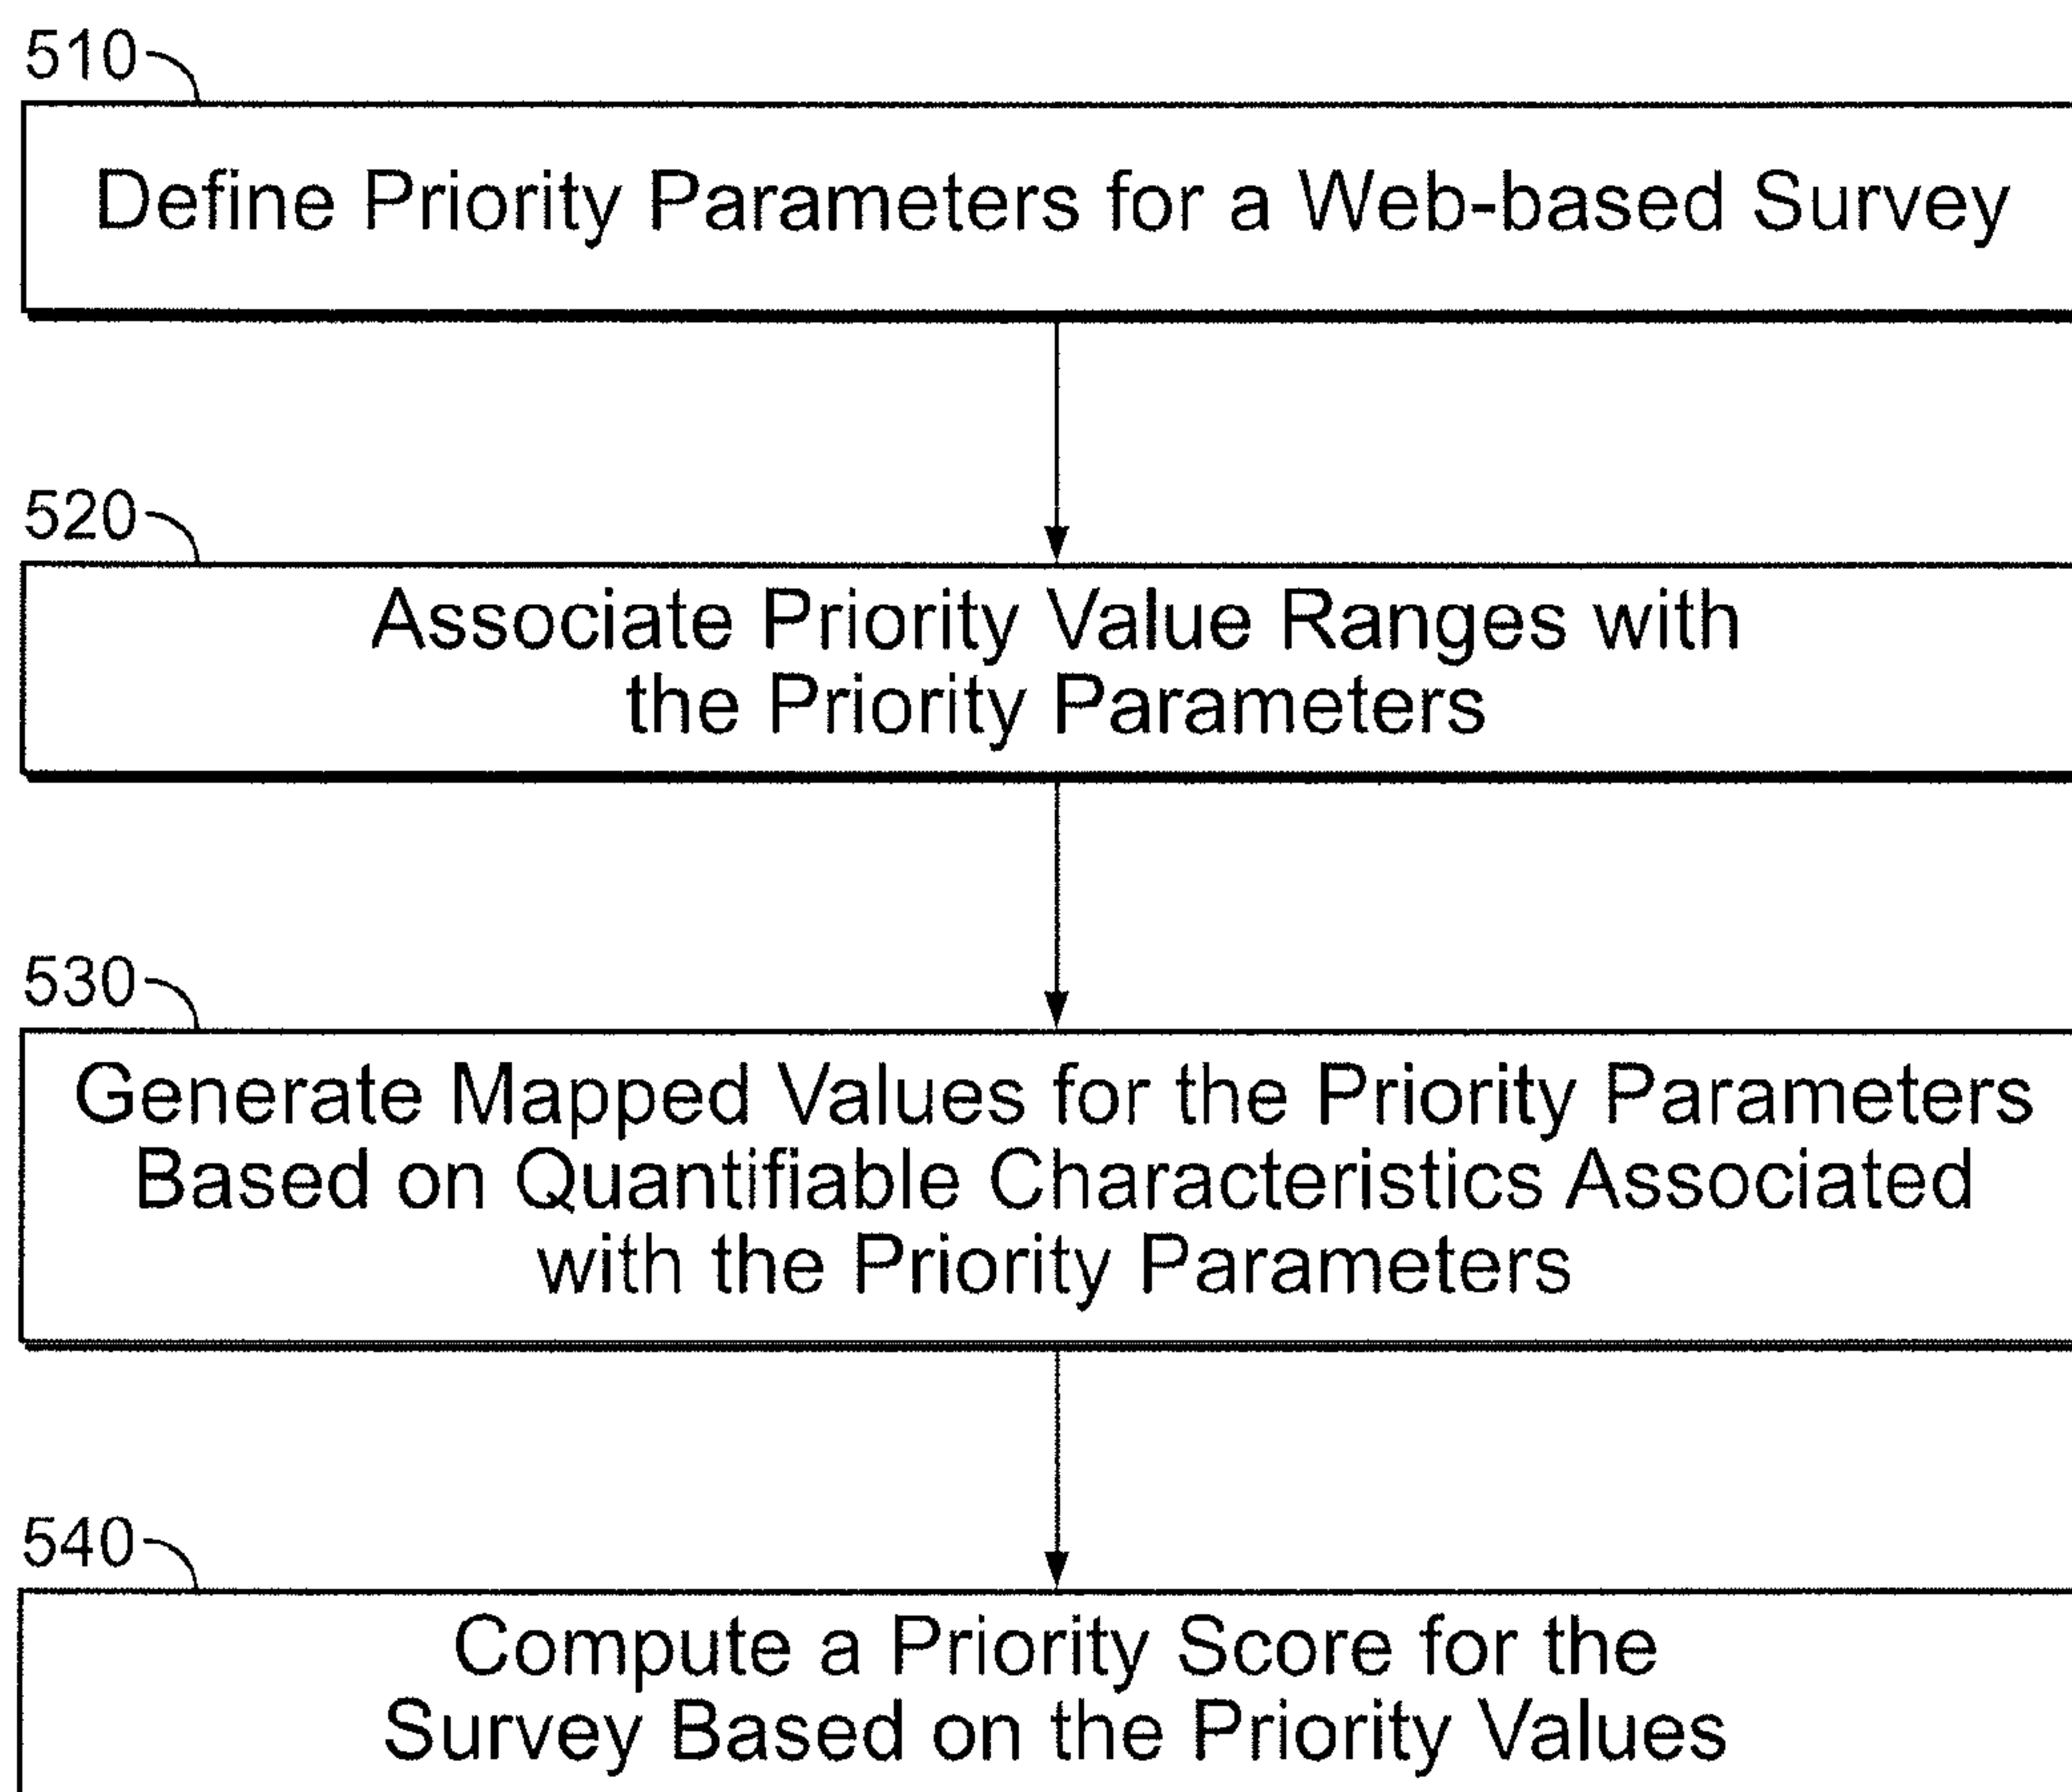 510
Define Priority Parameters for a Web-based Survey
520
Associate Priority Value Ranges with
the Priority Parameters
530
Generate Mapped Values for the Priority Parameters
Based on Quantifiable Characteristics Associated
with the Priority Parameters
540
Compute a Priority Score for the
Survey Based on the Priority Values